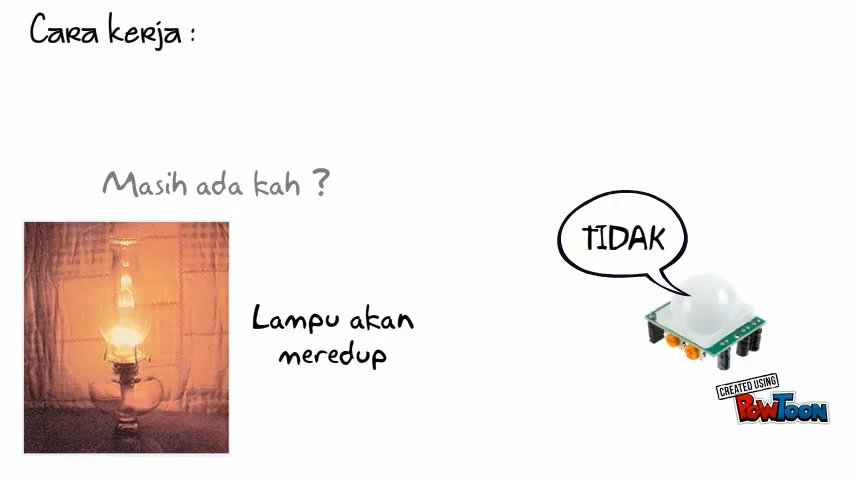 Cara kerja :
Masih ada kah ?
TIDAK
Lampu akan
meredup
CREATED USING
POWTOON